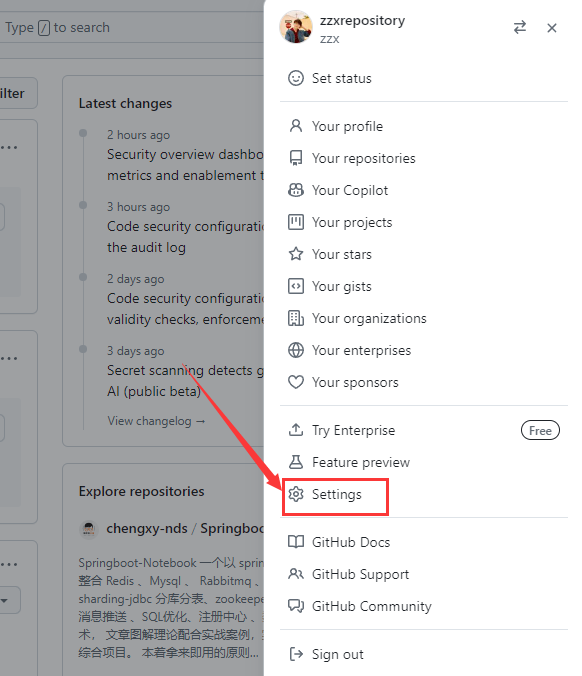 Type / to search
ilter
Latest changes
2 hours ago
Security overview dashbo
metrics and enablement t
3 hours ago
Code security configuratio
the audit log
2 days ago
Code security configuratio
validity checks, enforceme
3 days ago
Secret scanning detects g
AI (public beta)
View changelog →
Explore repositories
chengxy-nds / Springboo
Springboot-Notebook 一个以 sprin
整合 Redis 、Mysql 、 Rabbitmq 、
sharding-jdbc 分库分表、zookeepe
消息推送 、SQL优化、注册中心 、
术， 文章图解理论配合实战案例，
综合项目。 本着拿来即用的原则...
zzxrepository
zzx
Set status
Your profile
Your repositories
Your Copilot
Your projects
Your stars
Your gists
Your organizations
Your enterprises
Your sponsors
Try Enterprise
Free
Feature preview
Settings
GitHub Docs
GitHub Support
GitHub Community
Sign out